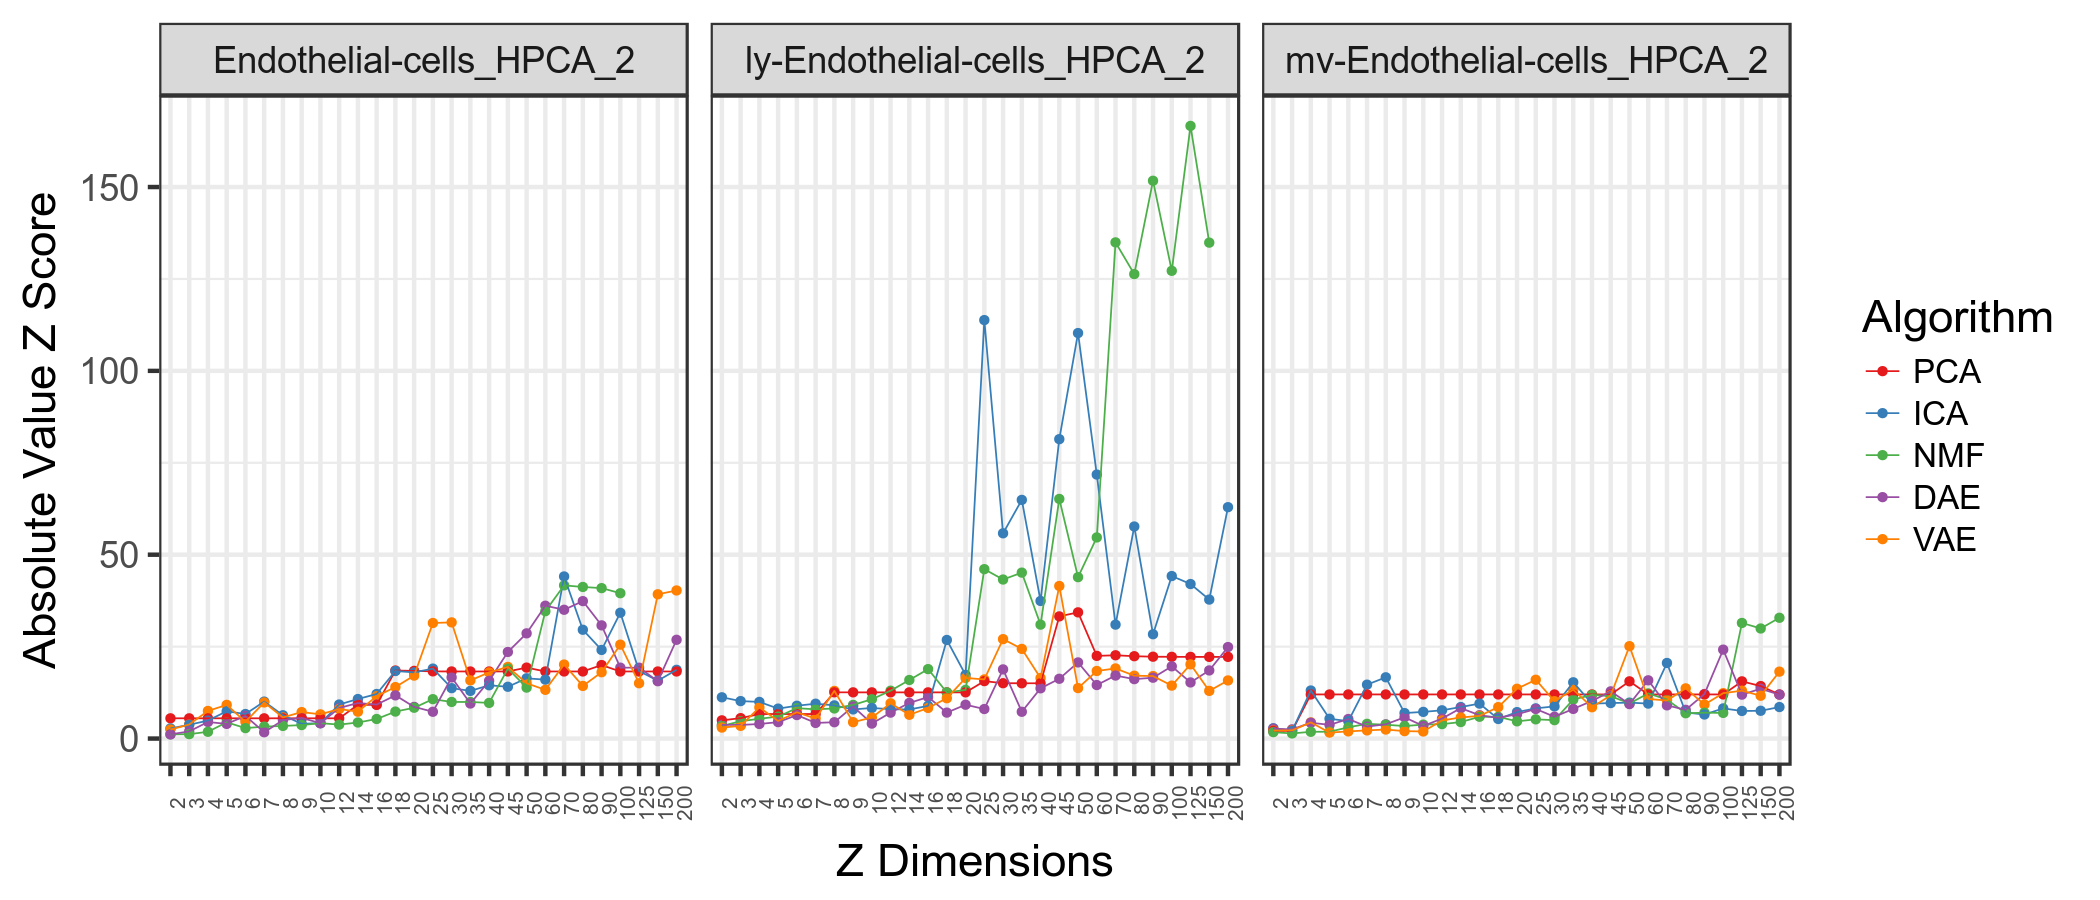 Endothelial-cells_HPCA_2 ly-Endothelial-cells_HPCA_2 mv-Endothelial-cells_HPCA_2
Absolute Value Z Score
150
100
50
0
2 3 4 5 6 7 8 9 10 12 14 16 18 20 25 30 35 40 45 50 60 70 80 90 100 125 150 200
2 3 4 5 6 7 8 9 10 12 14 16 18 20 25 30 35 40 45 50 60 70 80 90 100 125 150 200
2 3 4 5 6 7 8 9 10 12 14 16 18 20 25 30 35 40 45 50 60 70 80 90 100 125 150 200
Z Dimensions
Algorithm
PCA
ICA
NMF
DAE
VAE